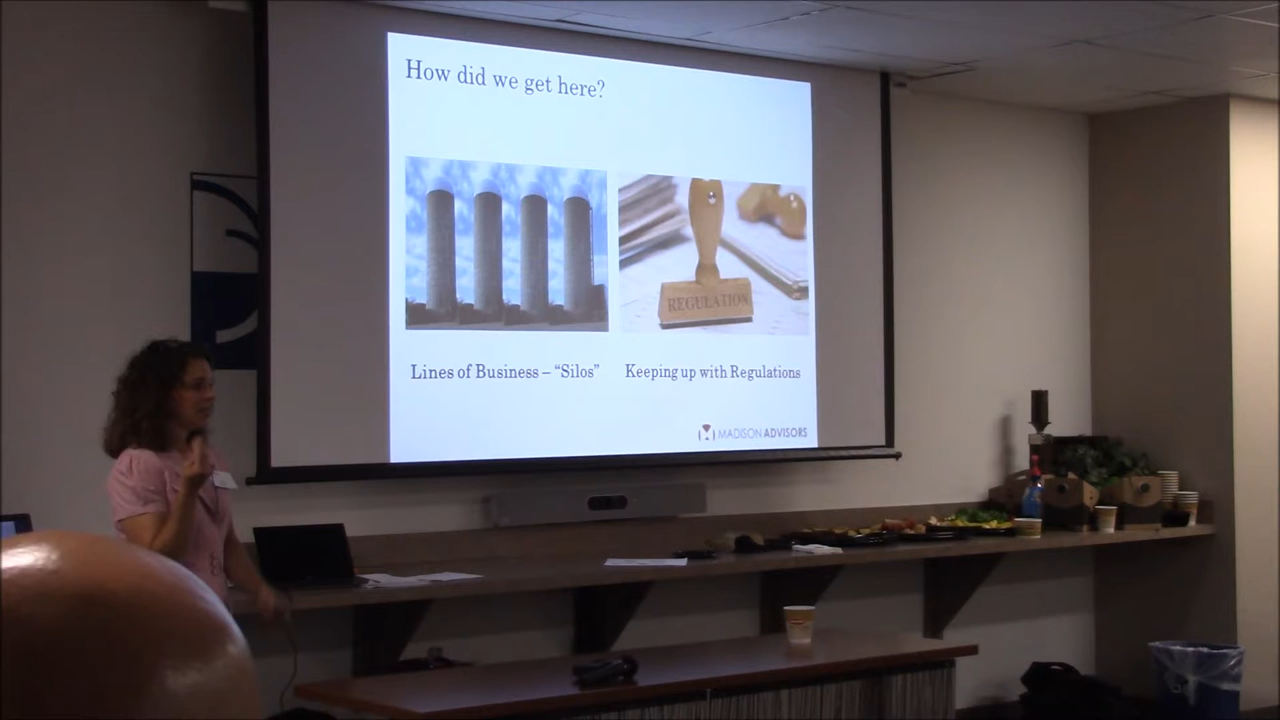 How did we get here?
REGULATION
Lines of Business – “Silos”
Keeping up with Regulations
MADISON ADVISORS